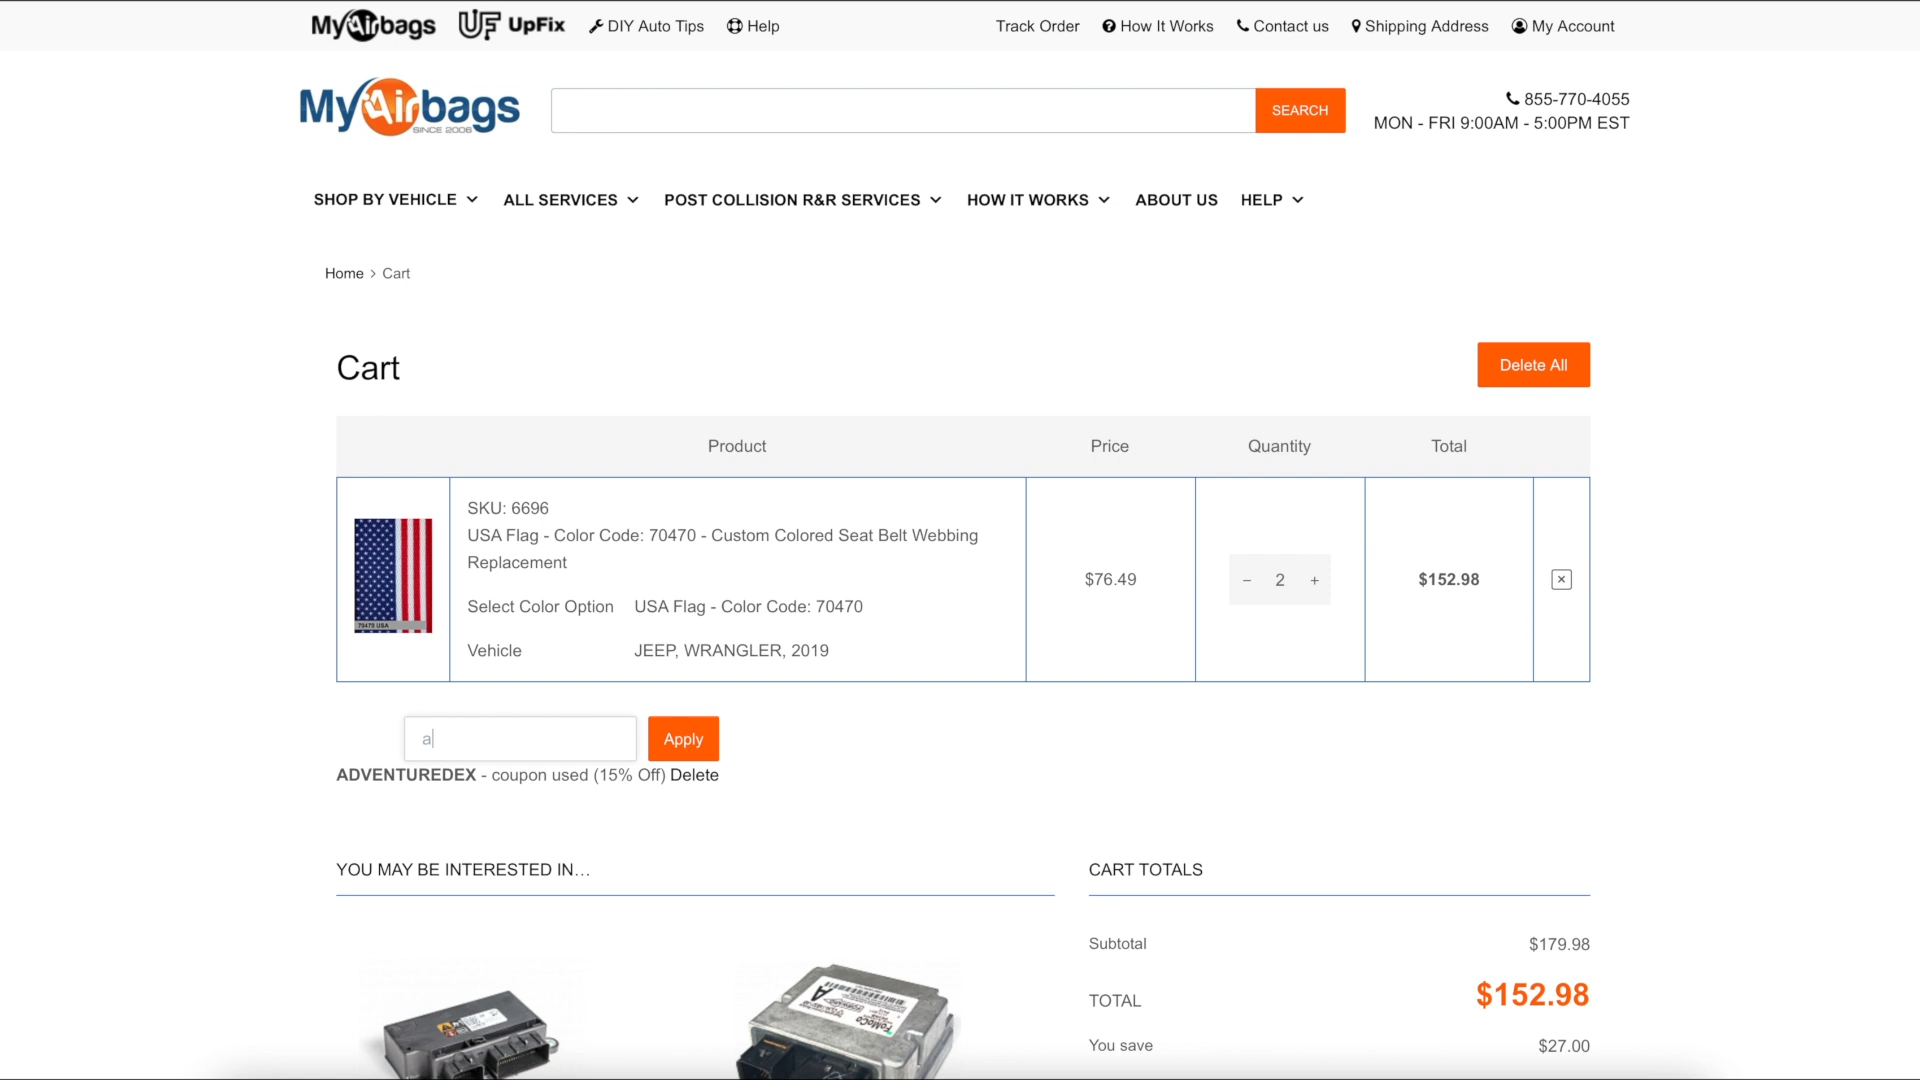 MyAirbags UF UpFix DIY Auto Tips Help Track Order How It Works Contact us Shipping Address My Account
MyAirbags
SINCE 2006
SEARCH
855-770-4055
MON - FRI 9:00AM - 5:00PM EST
SHOP BY VEHICLE ALL SERVICES POST COLLISION R&R SERVICES HOW IT WORKS ABOUT US HELP
Home > Cart
Cart
Delete All
Product Price Quantity Total
SKU: 6696
USA Flag - Color Code: 70470 - Custom Colored Seat Belt Webbing
Replacement
Select Color Option USA Flag - Color Code: 70470
Vehicle JEEP, WRANGLER, 2019
70470 USA
$76.49
− 2 +
$152.98
a
Apply
ADVENTUREDEX - coupon used (15% Off) Delete
YOU MAY BE INTERESTED IN...
CART TOTALS
Subtotal $179.98
TOTAL $152.98
You save $27.00
A
FoMoCo